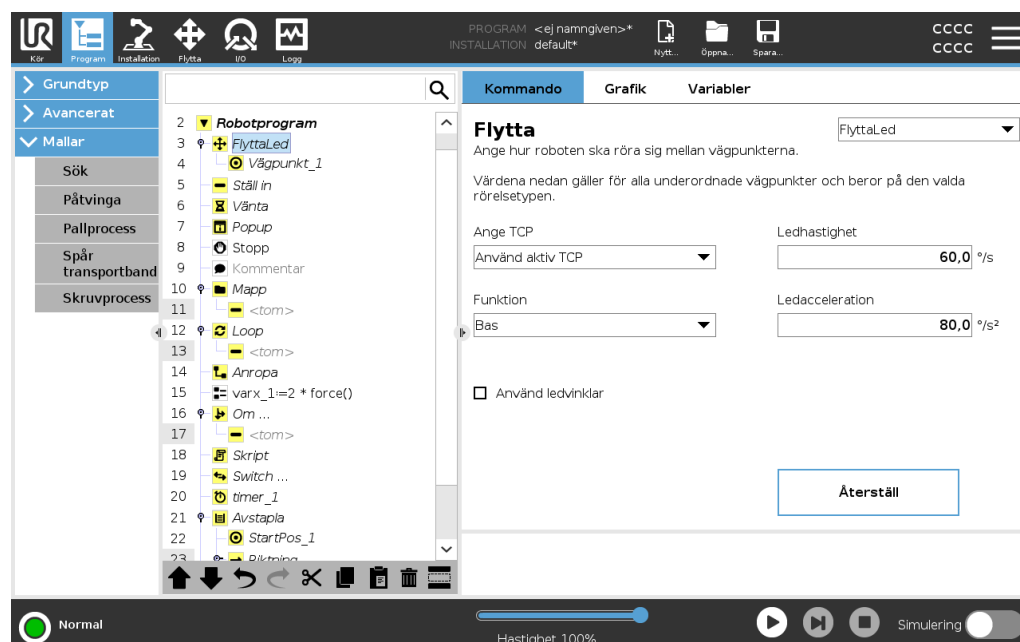 UR
Kör
Program
Installation
Flytta
I/O
Logg
PROGRAM <ej namngiven>*
INSTALLATION default*
Nytt...
Öppna...
Spara...
CCCC
CCCC
Grundtyp
Avancerat
Mallar
Sök
Påtvinga
Pallprocess
Spår
transportband
Skruvprocess
2 Robotprogram
3 FlyttaLed
4 Vägpunkt_1
5 Ställ in
6 Vänta
7 Popup
8 Stopp
9 Kommentar
10 Mapp
11 <tom>
12 Loop
13 <tom>
14 Anropa
15 varx_1≔2 * force()
16 Om ...
17 <tom>
18 Skript
19 Switch ...
20 timer_1
21 Avstapla
22 StartPos_1
23 Riktning
Kommando
Grafik
Variabler
Flytta
FlyttaLed
Ange hur roboten ska röra sig mellan vägpunkterna.
Värdena nedan gäller för alla underordnade vägpunkter och beror på den valda
rörelsetypen.
Ange TCP
Ledhastighet
Använd aktiv TCP
60,0 °/s
Funktion
Ledacceleration
Bas
80,0 °/s²
Använd ledvinklar
Återställ
Normal
Hastighet 100%
Simulering